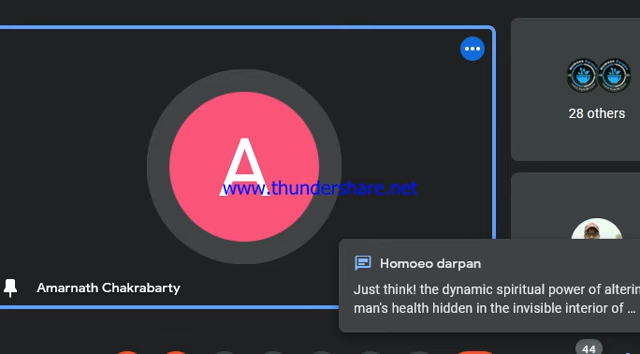 A
www.thundershare.net
28 others
Amarnath Chakrabarty
Homoeo darpan
Just think! the dynamic spiritual power of alterin
man's health hidden in the invisible interior of ...
44